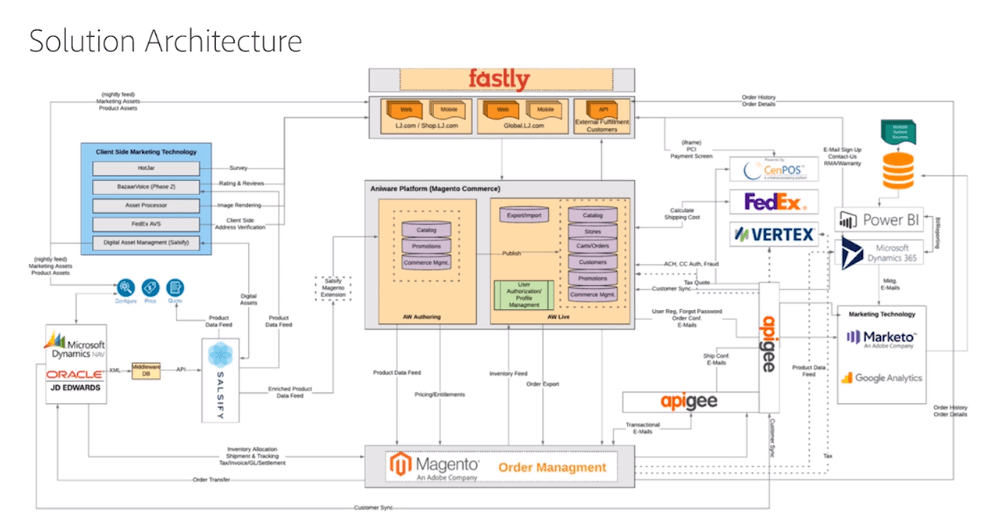 Solution Architecture
fastly
Web
Mobile
LJ.com / Shop.LJ.com
Web
Mobile
Global.LJ.com
API
External Fulfillment
Customers
(nightly feed)
Marketing Assets
Product Assets
Order History
Order Details
Client Side Marketing Technology
HotJar
BazaarVoice (Phase 2)
Asset Processor
FedEx AVS
Digital Asset Managment (Salsify)
Survey
Rating & Reviews
Image Rendering
Client Side
Address Verification
(iframe)
PCI
Payment Screen
E-Mail Sign Up
Contact-Us
RMA/Warranty
Powered by
CenPOS
FedEx
VERTEX
Power BI
Microsoft
Dynamics 365
Calculate
Shipping Cost
ACH, CC Auth, Fraud
Tax Quote
Customer Sync
Aniware Platform (Magento Commerce)
Catalog
Promotions
Commerce Mgmt.
AW Authoring
Export/Import
Publish
User
Authorization/
Profile
Managment
AW Live
Catalog
Stores
Carts/Orders
Customers
Promotions
Commerce Mgmt.
(nightly feed)
Marketing Assets
Product Assets
Configure
Price
Quote
Digital
Assets
Salsify
Magento
Extension
Product
Data Feed
Product
Data Feed
Microsoft
Dynamics NAV
ORACLE
JD EDWARDS
XML
Middleware
DB
API
SALSIFY
Enriched Product
Data Feed
Product Data Feed
Pricing/Entitlements
Inventory Feed
Order Export
User Reg, Forgot Password
Order Conf.
E-Mails
Ship Conf.
E-Mails
apigee
apigee
Transactional
E-Mails
Product Data
Feed
Mktg.
E-Mails
Marketing Technology
Marketo
An Adobe Company
Google Analytics
Order History
Order Details
Customer Sync
Tax
Inventory Allocation
Shipment & Tracking
Tax/Invoice/GL/Settlement
Order Transfer
Magento
An Adobe Company
Order Managment
Customer Sync